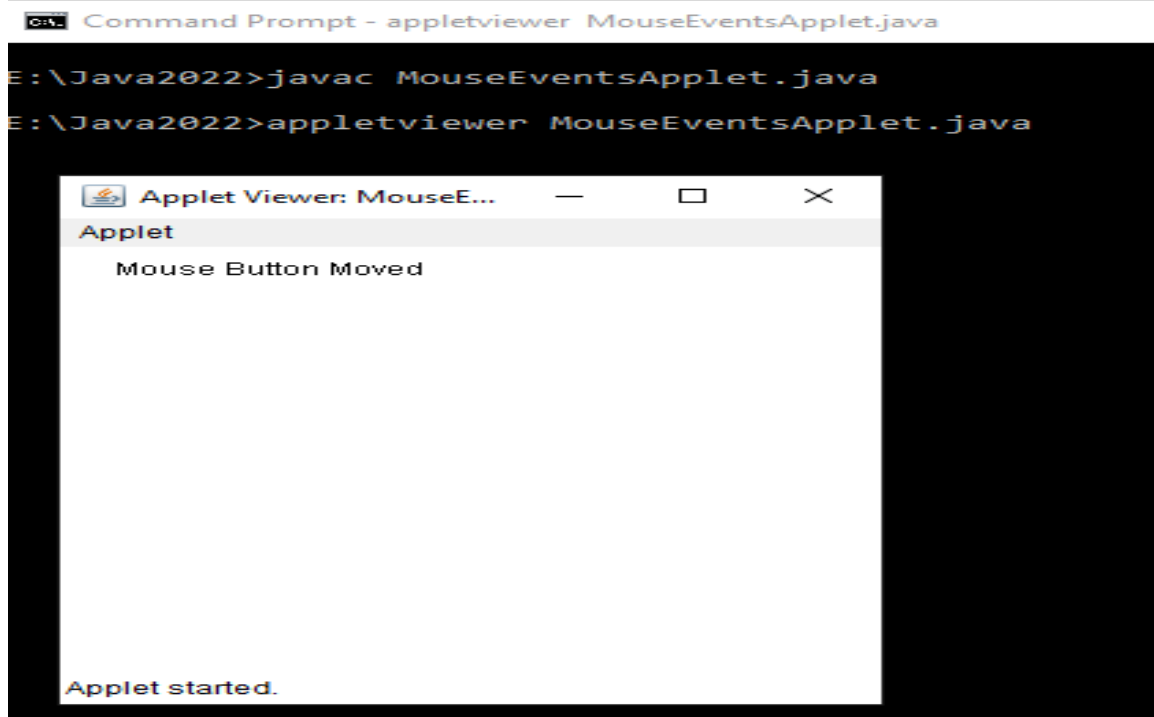 Command Prompt - appletviewer MouseEventsApplet.java
E:\Java2022>javac MouseEventsApplet.java
E:\Java2022>appletviewer MouseEventsApplet.java
Applet Viewer: MouseE...
Applet
Mouse Button Moved
Applet started.